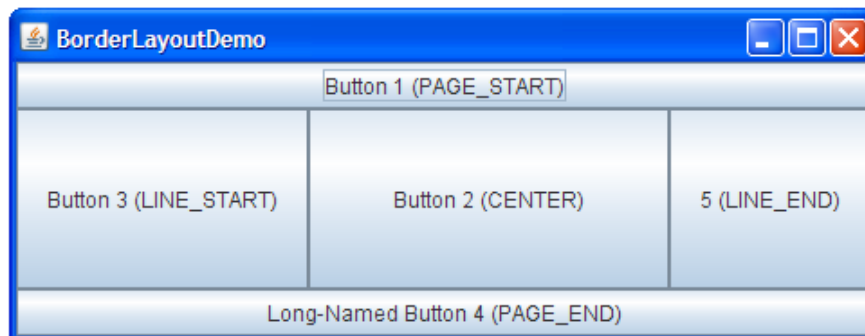 BorderLayoutDemo
Button 1 (PAGE_START)
Button 3 (LINE_START) Button 2 (CENTER) 5 (LINE_END)
Long-Named Button 4 (PAGE_END)